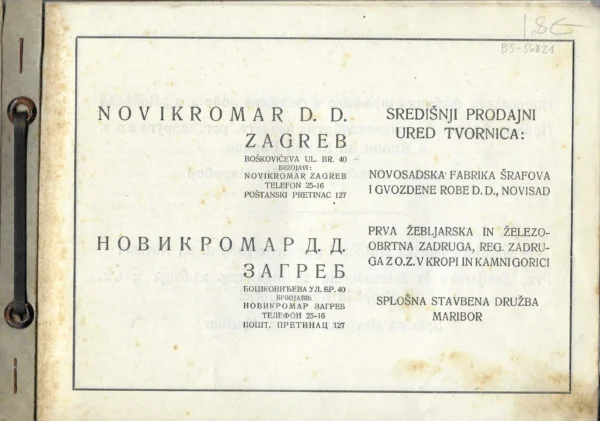 18€
B5-56821
NOVIKROMAR D. D.
ZAGREB
BOŠKOVIĆEVA UL. BR. 40
BRZOJAVI:
NOVIKROMAR ZAGREB
TELEFON 25-16
POŠTANSKI PRETINAC 127
НОВИКРОМАР Д. Д.
ЗАГРЕБ
БОШКОВИЋЕВА УЛ. БР. 40
БРЗОЈАВИ:
НОВИКРОМАР ЗАГРЕБ
ТЕЛЕФОН 25-16
ПОШТ. ПРЕТИНАЦ 127
SREDIŠNJI PRODAJNI
URED TVORNICA:
NOVOSADSKA FABRIKA ŠRAFOVA
I GVOZDENE ROBE D. D., NOVISAD
PRVA ŽEBLJARSKA IN ŽELEZO-
OBRTNA ZADRUGA, REG. ZADRU-
GA Z O. Z. V KROPI IN KAMNI GORICI
SPLOŠNA STAVBENA DRUŽBA
MARIBOR